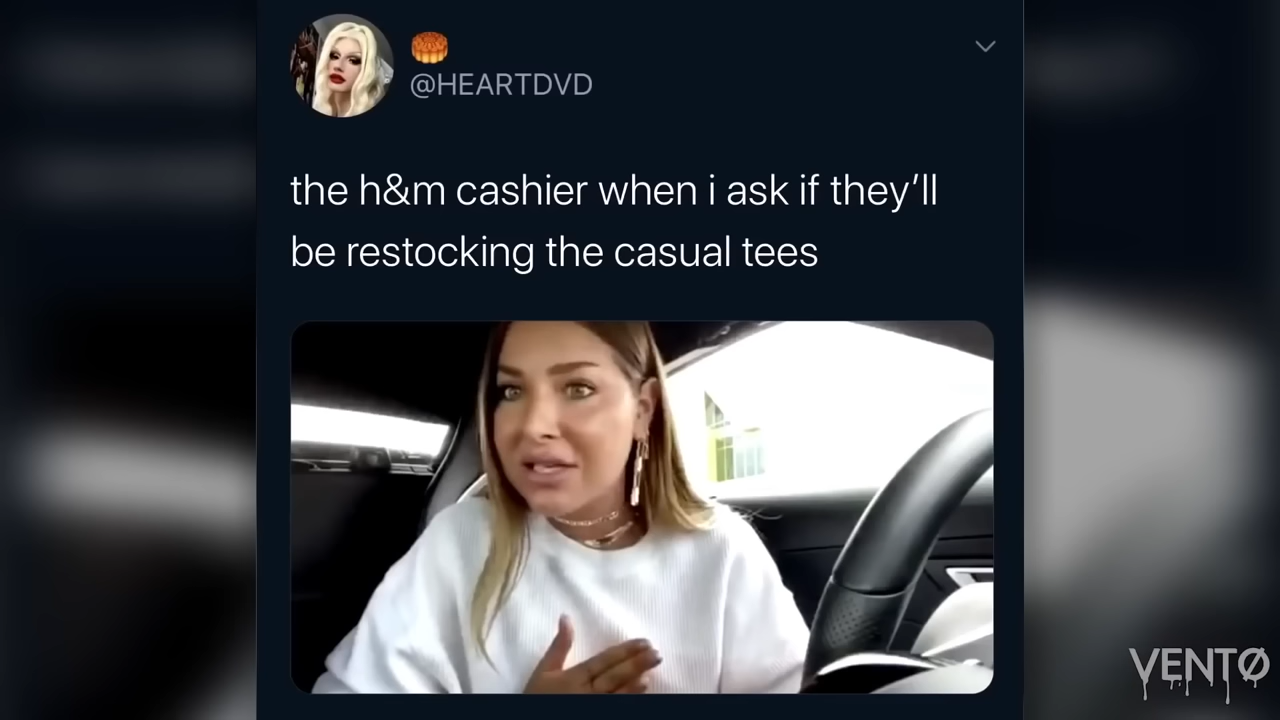 @HEARTDVD
the h&m cashier when i ask if they’ll
be restocking the casual tees
VENTØ